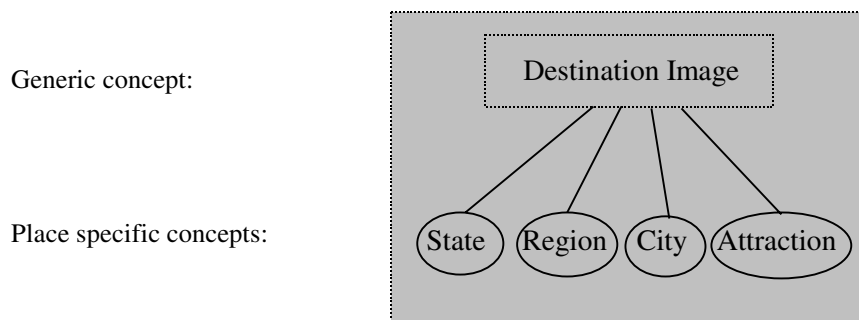 Generic concept:
Destination Image
Place specific concepts:
State Region City Attraction